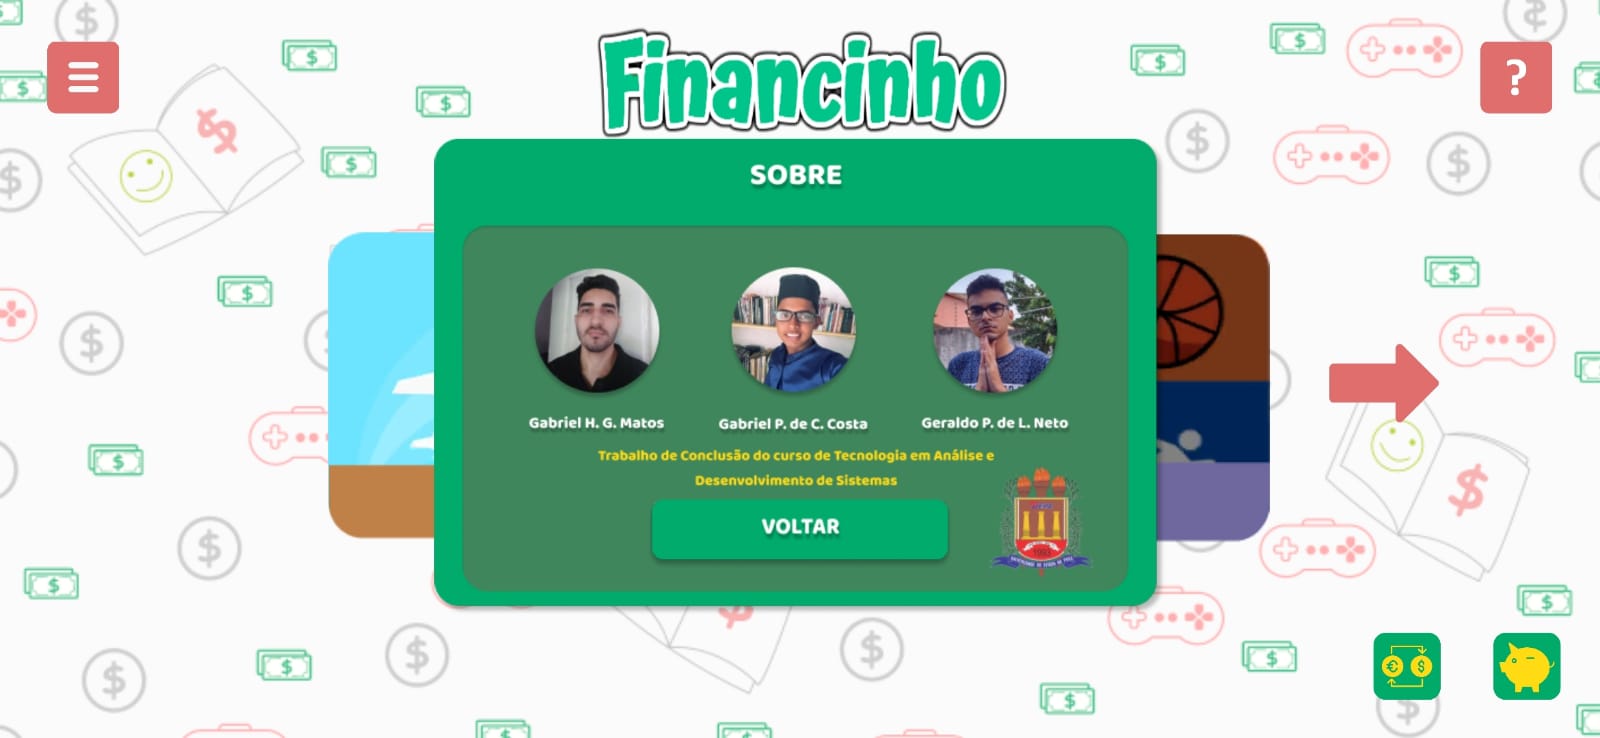 Financinho
?
SOBRE
Gabriel H. G. Matos
Gabriel P. de C. Costa
Geraldo P. de L. Neto
Trabalho de Conclusão do curso de Tecnologia em Análise e
Desenvolvimento de Sistemas
VOLTAR
1993